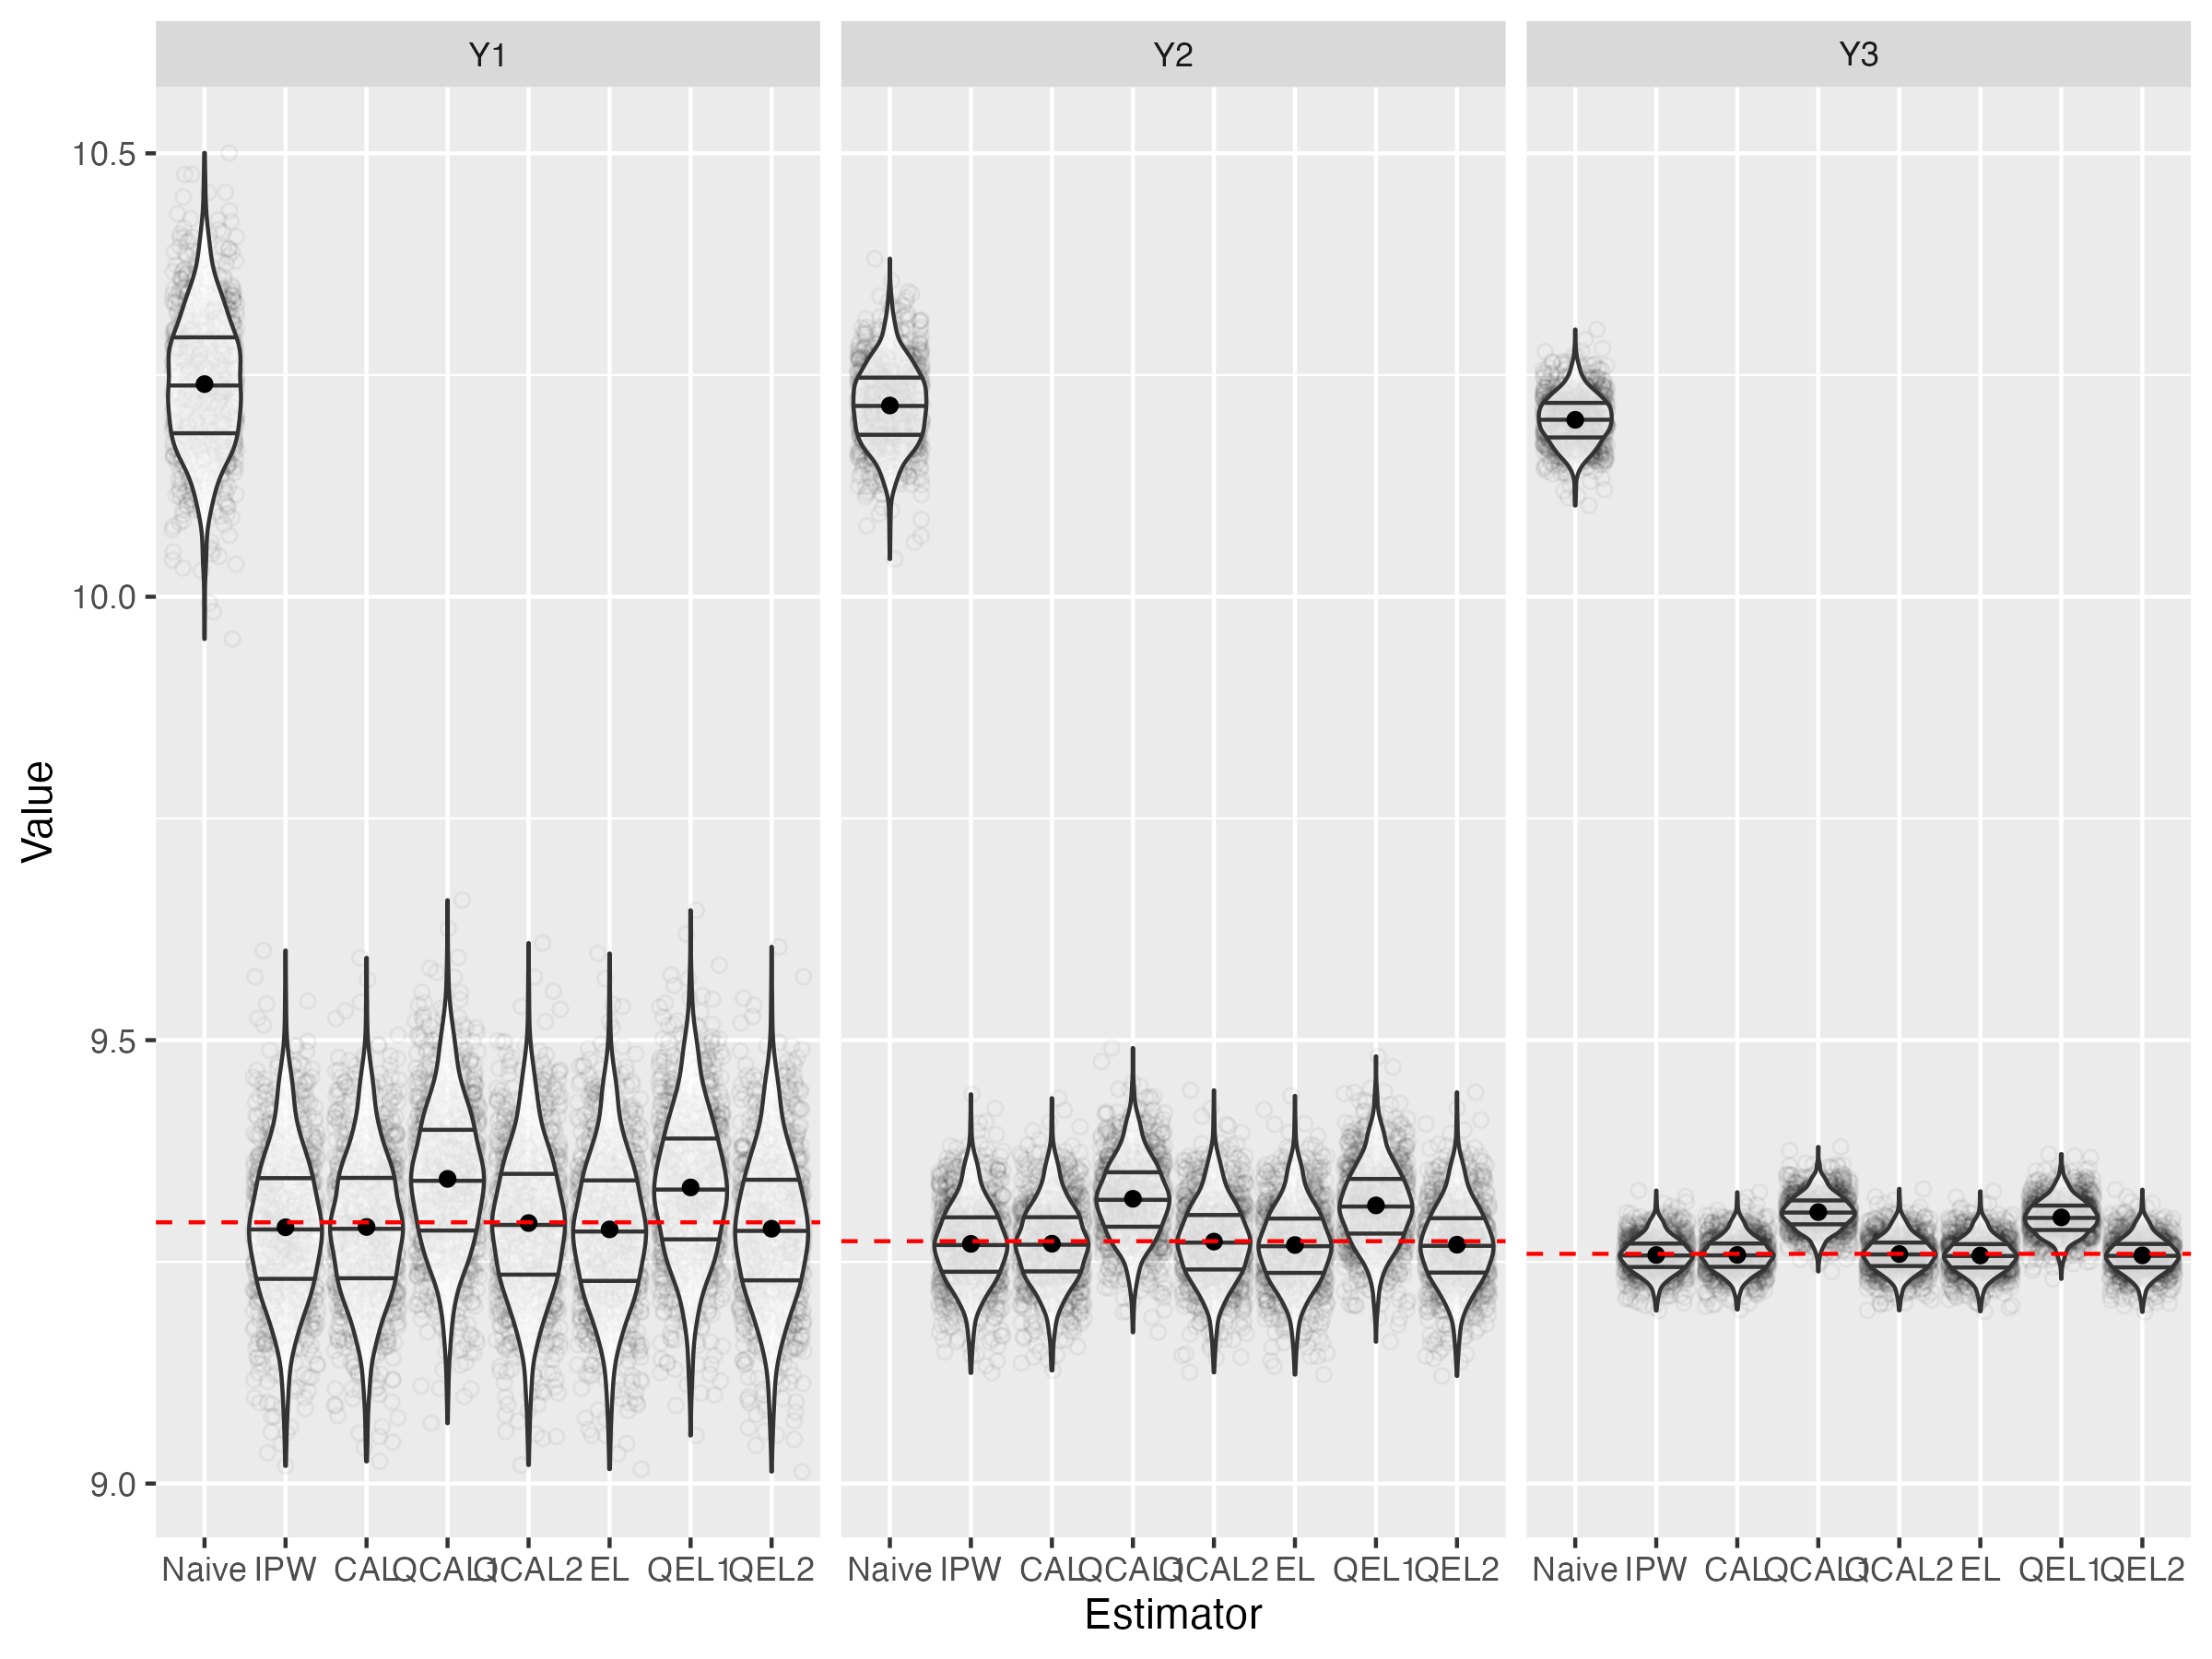 Y1 Y2 Y3
10.5
10.0
9.5
9.0
Value
Naive IPW CAL QCAL1 QCAL2 EL QEL1 QEL2 Naive IPW CAL QCAL1 QCAL2 EL QEL1 QEL2 Naive IPW CAL QCAL1 QCAL2 EL QEL1 QEL2
Estimator